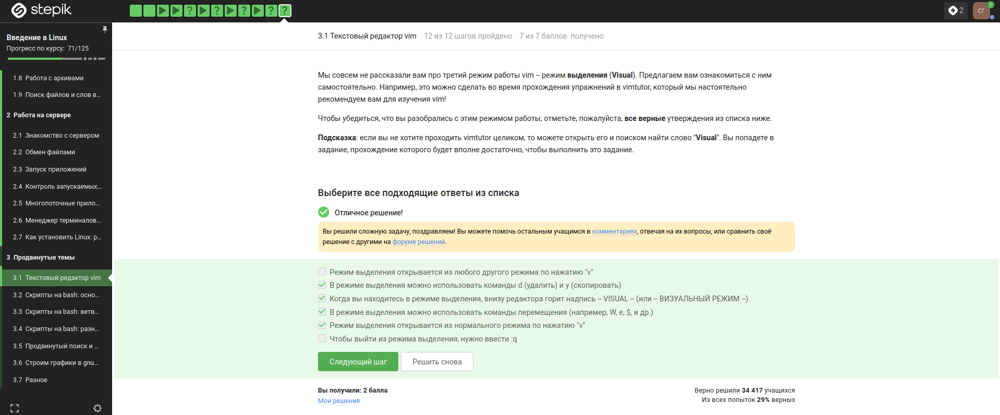 stepik
? ? ? ? ?
2
СГ
1
Введение в Linux
Прогресс по курсу: 71/125
1.8 Работа с архивами
1.9 Поиск файлов и слов в...
2 Работа на сервере
2.1 Знакомство с сервером
2.2 Обмен файлами
2.3 Запуск приложений
2.4 Контроль запускаемых...
2.5 Многопоточные прило...
2.6 Менеджер терминалов...
2.7 Как установить Linux: р...
3 Продвинутые темы
3.1 Текстовый редактор vim
3.2 Скрипты на bash: осно...
3.3 Скрипты на bash: ветв...
3.4 Скрипты на bash: разн...
3.5 Продвинутый поиск и ...
3.6 Строим графики в gnu...
3.7 Разное
3.1 Текстовый редактор vim 12 из 12 шагов пройдено 7 из 7 баллов получено
Мы совсем не рассказали вам про третий режим работы vim -- режим выделения (Visual). Предлагаем вам ознакомиться с ним
самостоятельно. Например, это можно сделать во время прохождения упражнений в vimtutor, который мы настоятельно
рекомендуем вам для изучения vim!
Чтобы убедиться, что вы разобрались с этим режимом работы, отметьте, пожалуйста, все верные утверждения из списка ниже.
Подсказка: если вы не хотите проходить vimtutor целиком, то можете открыть его и поиском найти слово "Visual". Вы попадете в
задание, прохождение которого будет вполне достаточно, чтобы выполнить это задание.
Выберите все подходящие ответы из списка
Отличное решение!
Вы решили сложную задачу, поздравляем! Вы можете помочь остальным учащимся в комментариях, отвечая на их вопросы, или сравнить своё
решение с другими на форуме решений.
Режим выделения открывается из любого другого режима по нажатию "v"
В режиме выделения можно использовать команды d (удалить) и y (скопировать)
Когда вы находитесь в режиме выделения, внизу редактора горит надпись -- VISUAL -- (или -- ВИЗУАЛЬНЫЙ РЕЖИМ --)
В режиме выделения можно использовать команды перемещения (например, W, e, $, и др.)
Режим выделения открывается из нормального режима по нажатию "v"
Чтобы выйти из режима выделения, нужно ввести :q
Следующий шаг
Решить снова
Вы получили: 2 балла
Мои решения
Верно решили 34 417 учащихся
Из всех попыток 29% верных